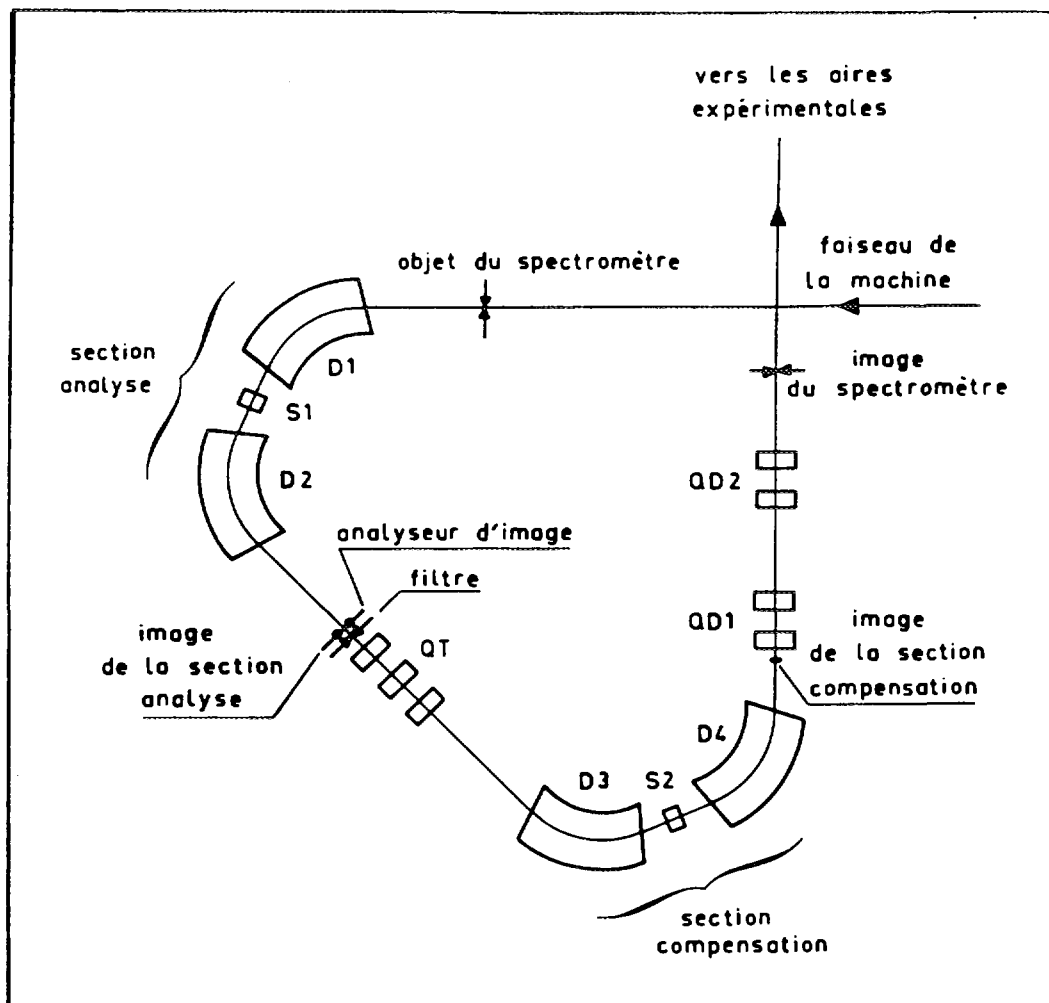 vers les aires
expérimentales
faiseau de
la machine
objet du spectromètre
section
analyse
D1
S1
D2
image
du spectromètre
QD2
analyseur d'image
filtre
QD1
image
de la section
compensation
image
de la section
analyse
QT
D4
D3
S2
section
compensation